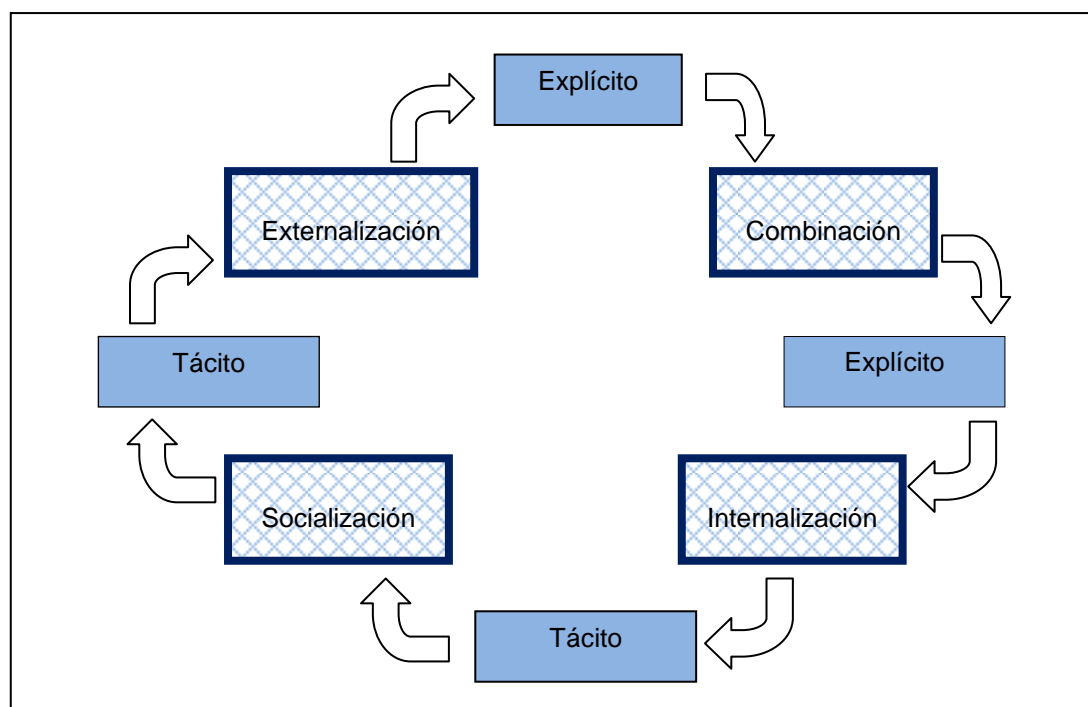 Explícito
Externalización
Combinación
Tácito
Explícito
Socialización
Internalización
Tácito